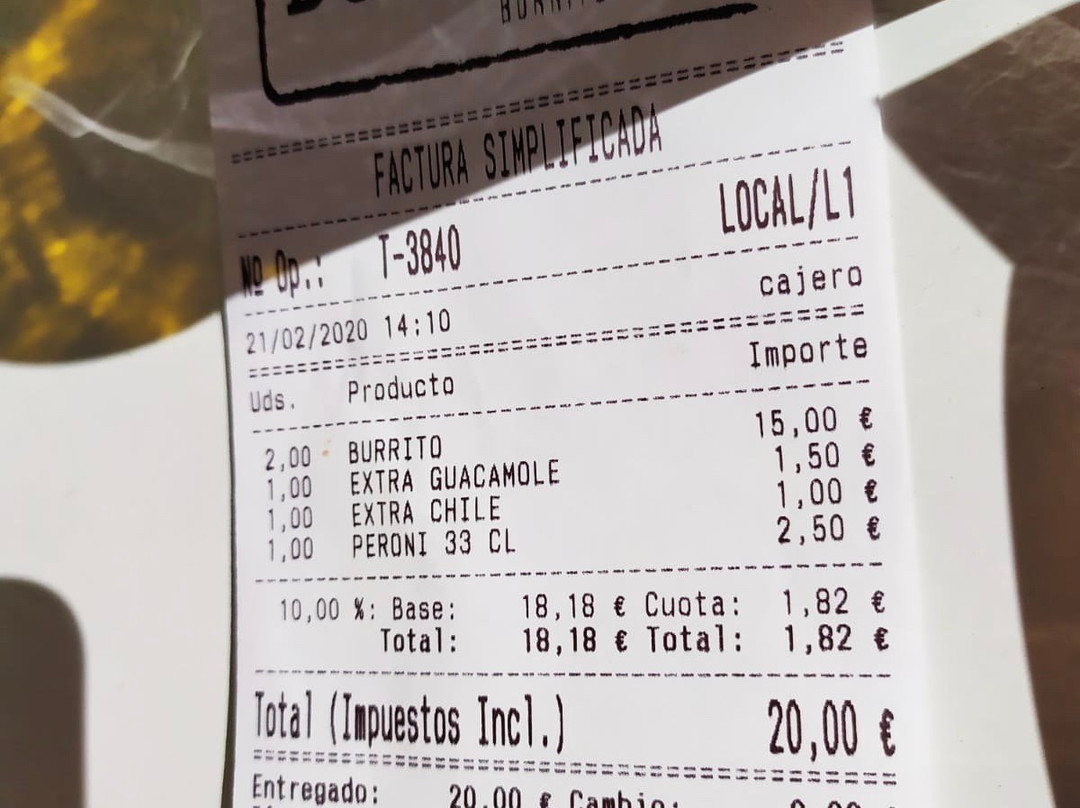 FACTURA SIMPLIFICADA
Nº Op.: T-3840 LOCAL/L1
21/02/2020 14:10 cajero
Uds. Producto Importe
2,00 BURRITO 15,00 €
1,00 EXTRA GUACAMOLE 1,50 €
1,00 EXTRA CHILE 1,00 €
1,00 PERONI 33 CL 2,50 €
10,00 %: Base: 18,18 € Cuota: 1,82 €
Total: 18,18 € Total: 1,82 €
Total (Impuestos Incl.) 20,00 €
Entregado: 20,00 € Cambio: